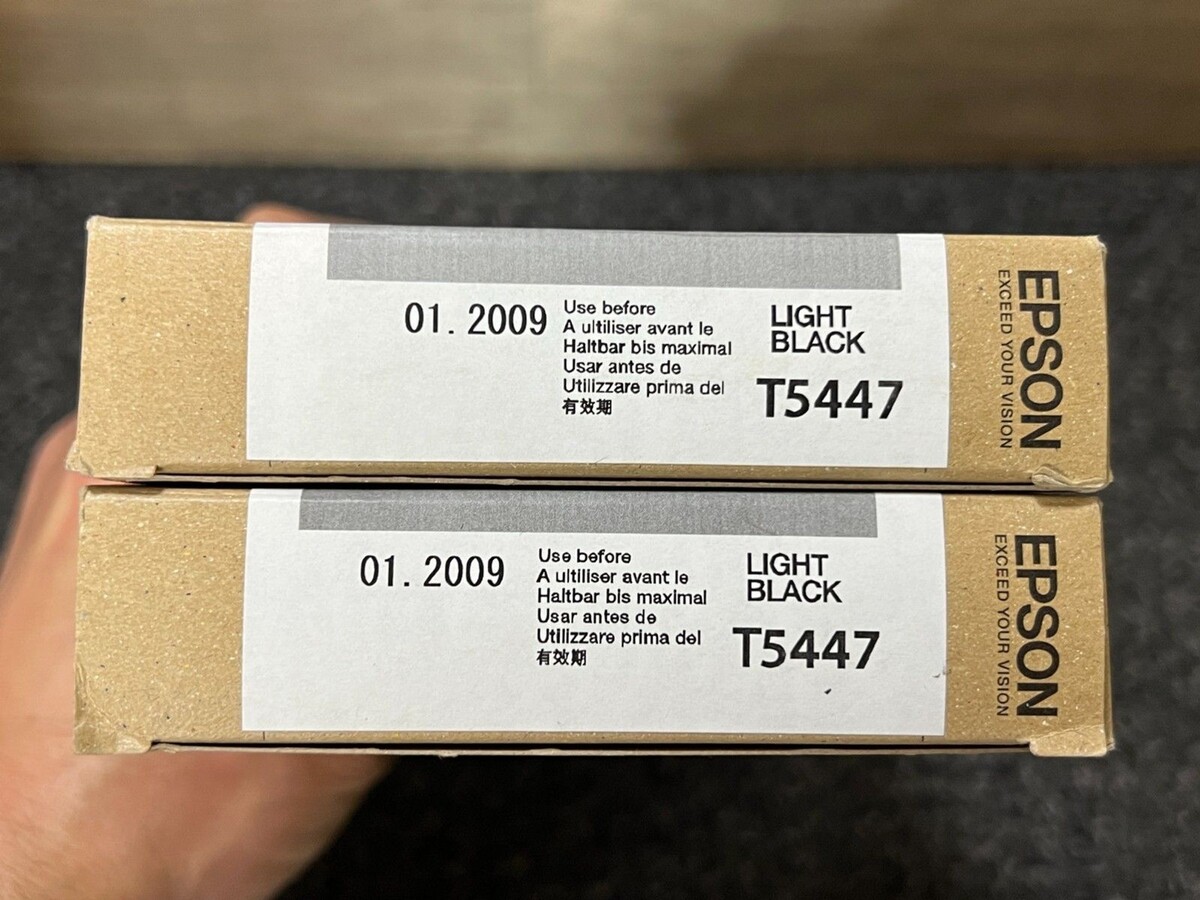 01. 2009
Use before
A ultiliser avant le
Haltbar bis maximal
Usar antes de
Utilizzare prima del
有效期
LIGHT
BLACK
T5447
EPSON
EXCEED YOUR VISION
01. 2009
Use before
A ultiliser avant le
Haltbar bis maximal
Usar antes de
Utilizzare prima del
有效期
LIGHT
BLACK
T5447
EPSON
EXCEED YOUR VISION